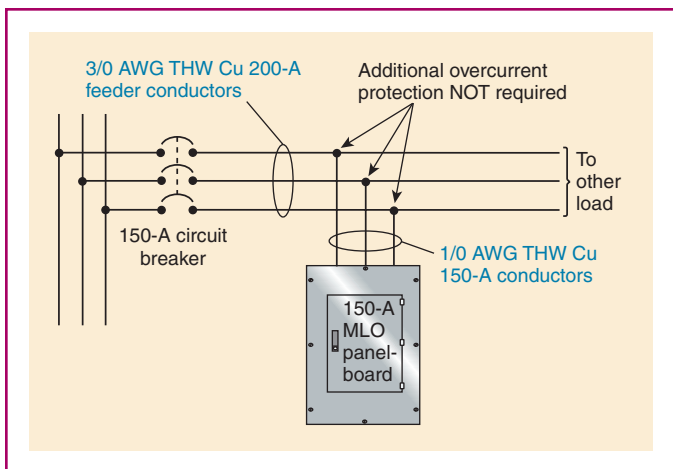 3/0 AWG THW Cu 200-A
feeder conductors
Additional overcurrent
protection NOT required
To
other
load
150-A circuit
breaker
1/0 AWG THW Cu
150-A conductors
150-A
MLO
panel-
board